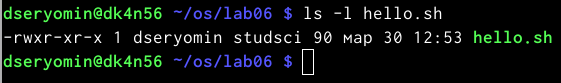 dseryomin@dk4n56 ~/os/lab06 $ ls -l hello.sh
-rwxr-xr-x 1 dseryomin studsci 90 мар 30 12:53 hello.sh
dseryomin@dk4n56 ~/os/lab06 $